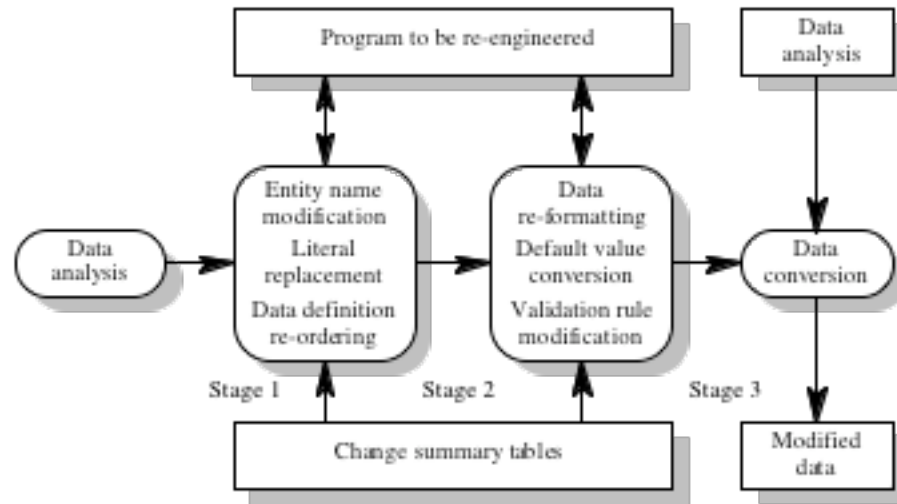 Program to be re-engineered
Data
analysis
Entity name
modification
Literal
replacement
Data definition
re-ordering
Data
re-formatting
Default value
conversion
Validation rule
modification
Data
analysis
Data
conversion
Stage 1
Stage 2
Stage 3
Change summary tables
Modified
data